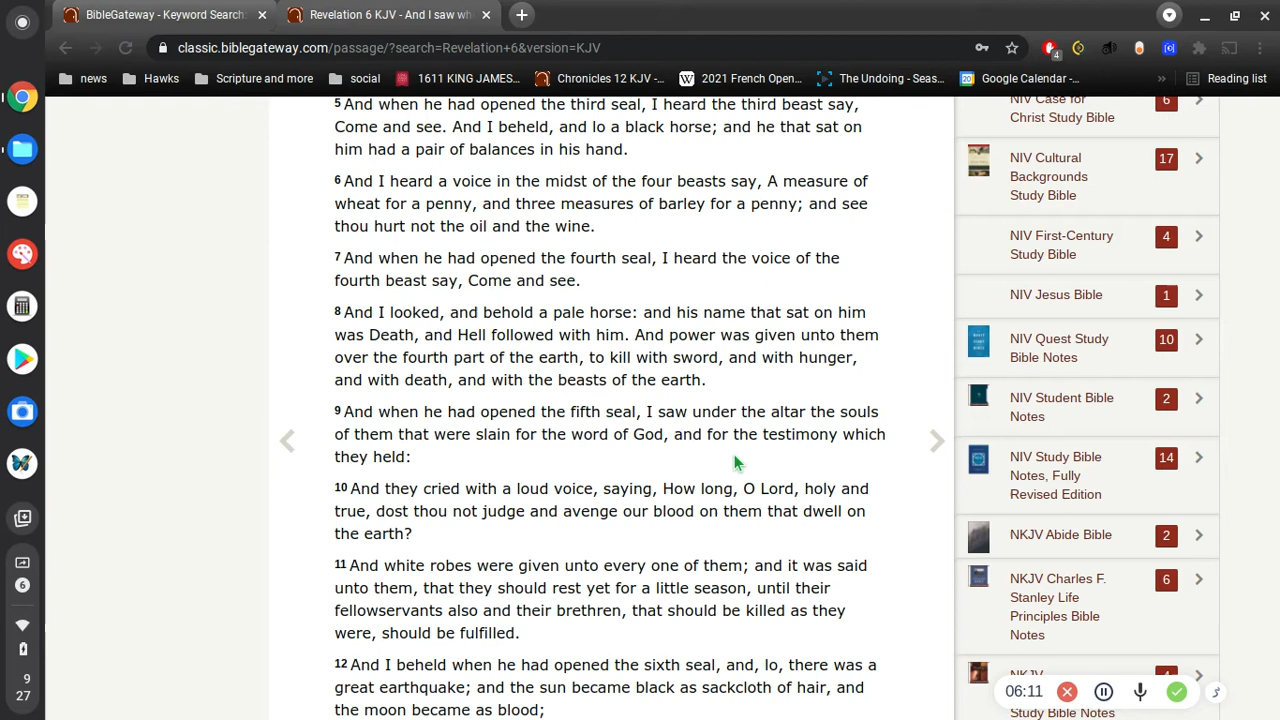 BibleGateway - Keyword Search:
Revelation 6 KJV - And I saw wh
classic.biblegateway.com/passage/?search=Revelation+6&version=KJV
4
news
Hawks
Scripture and more
social
1611 KING JAMES...
Chronicles 12 KJV -...
2021 French Open,...
The Undoing - Seas...
20
Google Calendar -...
»
Reading list
5 And when he had opened the third seal, I heard the third beast say,
Come and see. And I beheld, and lo a black horse; and he that sat on
him had a pair of balances in his hand.
6 And I heard a voice in the midst of the four beasts say, A measure of
wheat for a penny, and three measures of barley for a penny; and see
thou hurt not the oil and the wine.
7 And when he had opened the fourth seal, I heard the voice of the
fourth beast say, Come and see.
8 And I looked, and behold a pale horse: and his name that sat on him
was Death, and Hell followed with him. And power was given unto them
over the fourth part of the earth, to kill with sword, and with hunger,
and with death, and with the beasts of the earth.
9 And when he had opened the fifth seal, I saw under the altar the souls
of them that were slain for the word of God, and for the testimony which
they held:
10 And they cried with a loud voice, saying, How long, O Lord, holy and
true, dost thou not judge and avenge our blood on them that dwell on
the earth?
11 And white robes were given unto every one of them; and it was said
unto them, that they should rest yet for a little season, until their
fellowservants also and their brethren, that should be killed as they
were, should be fulfilled.
12 And I beheld when he had opened the sixth seal, and, lo, there was a
great earthquake; and the sun became black as sackcloth of hair, and
the moon became as blood;
NIV Case for
Christ Study Bible
6
NIV Cultural
Backgrounds
Study Bible
17
NIV First-Century
Study Bible
4
NIV Jesus Bible
1
NIV Quest Study
Bible Notes
10
NIV Student Bible
Notes
2
NIV Study Bible
Notes, Fully
Revised Edition
14
NKJV Abide Bible
2
NKJV Charles F.
Stanley Life
Principles Bible
Notes
6
NKJV
4
Study Bible Notes
06:11
6
9
27